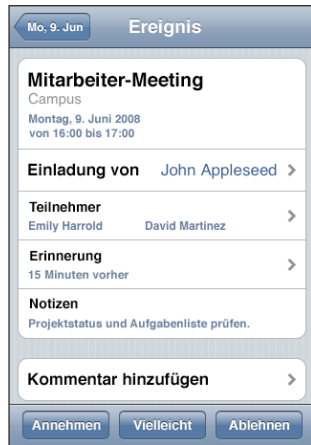 Mo, 9. Jun Ereignis
Mitarbeiter-Meeting
Campus
Montag, 9. Juni 2008
von 16:00 bis 17:00
Einladung von John Appleseed
Teilnehmer
Emily Harrold David Martinez
Erinnerung
15 Minuten vorher
Notizen
Projektstatus und Aufgabenliste prüfen.
Kommentar hinzufügen
Annehmen Vielleicht Ablehnen